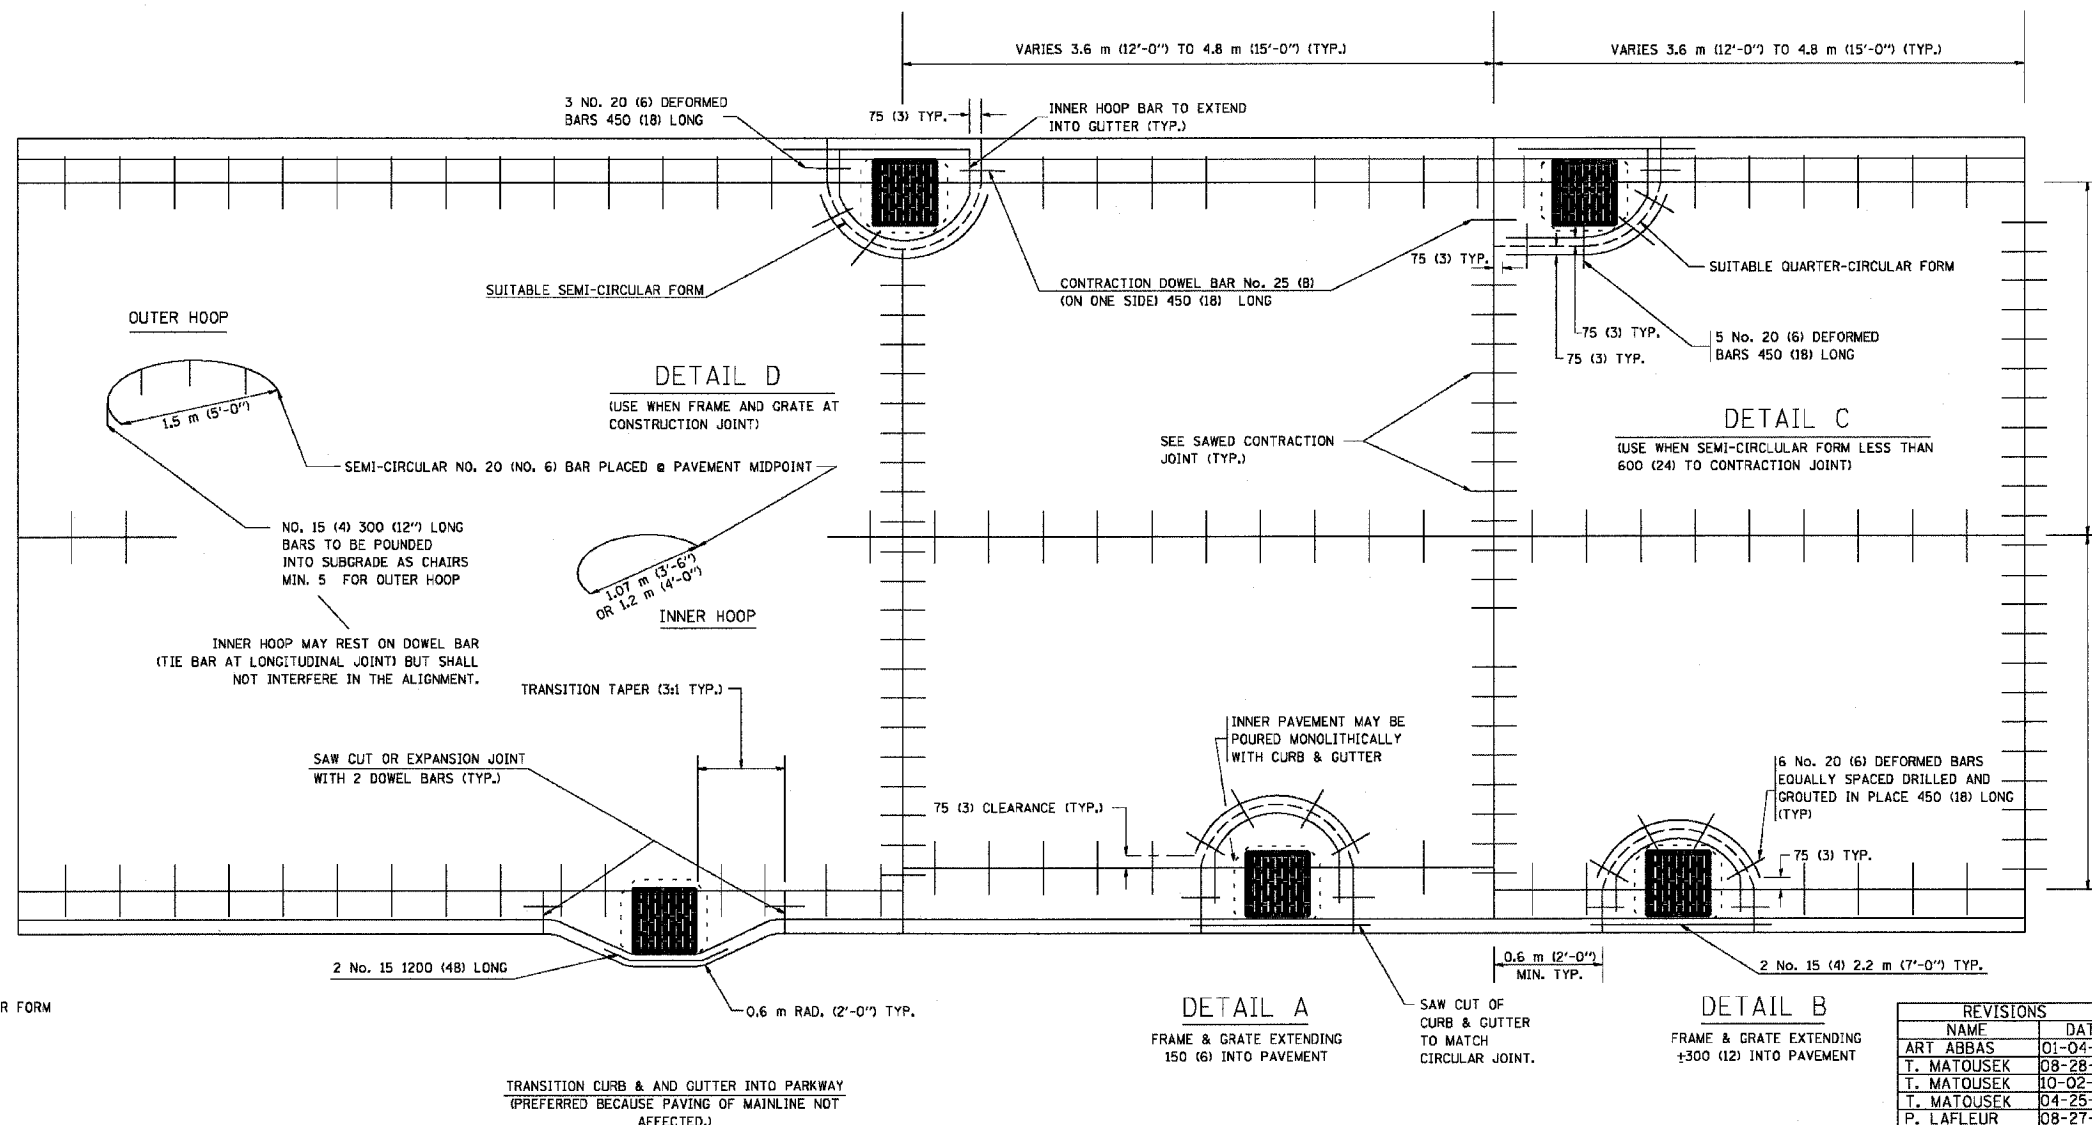 VARIES 3.6 m (12'-0") TO 4.8 m (15'-0") (TYP.)
VARIES 3.6 m (12'-0") TO 4.8 m (15'-0") (TYP.)
3 NO. 20 (6) DEFORMED
BARS 450 (18) LONG
75 (3) TYP.
INNER HOOP BAR TO EXTEND
INTO GUTTER (TYP.)
SUITABLE SEMI-CIRCULAR FORM
CONTRACTION DOWEL BAR No. 25 (8)
(ON ONE SIDE) 450 (18) LONG
75 (3) TYP.
SUITABLE QUARTER-CIRCULAR FORM
75 (3) TYP.
75 (3) TYP.
5 No. 20 (6) DEFORMED
BARS 450 (18) LONG
OUTER HOOP
1.5 m (5'-0")
DETAIL D
(USE WHEN FRAME AND GRATE AT
CONSTRUCTION JOINT)
SEMI-CIRCULAR NO. 20 (NO. 6) BAR PLACED @ PAVEMENT MIDPOINT
SEE SAWED CONTRACTION
JOINT (TYP.)
DETAIL C
(USE WHEN SEMI-CIRCLULAR FORM LESS THAN
600 (24) TO CONTRACTION JOINT)
NO. 15 (4) 300 (12") LONG
BARS TO BE POUNDED
INTO SUBGRADE AS CHAIRS
MIN. 5 FOR OUTER HOOP
1.07 m (3'-6")
OR 1.2 m (4'-0")
INNER HOOP
INNER HOOP MAY REST ON DOWEL BAR
(TIE BAR AT LONGITUDINAL JOINT) BUT SHALL
NOT INTERFERE IN THE ALIGNMENT.
TRANSITION TAPER (3:1 TYP.)
SAW CUT OR EXPANSION JOINT
WITH 2 DOWEL BARS (TYP.)
INNER PAVEMENT MAY BE
POURED MONOLITHICALLY
WITH CURB & GUTTER
75 (3) CLEARANCE (TYP.)
6 No. 20 (6) DEFORMED BARS
EQUALLY SPACED DRILLED AND
GROUTED IN PLACE 450 (18) LONG
(TYP)
75 (3) TYP.
2 No. 15 1200 (48) LONG
0.6 m RAD. (2'-0") TYP.
0.6 m (2'-0")
MIN. TYP.
2 No. 15 (4) 2.2 m (7'-0") TYP.
R FORM
DETAIL A
FRAME & GRATE EXTENDING
150 (6) INTO PAVEMENT
SAW CUT OF
CURB & GUTTER
TO MATCH
CIRCULAR JOINT.
DETAIL B
FRAME & GRATE EXTENDING
±300 (12) INTO PAVEMENT
TRANSITION CURB & AND GUTTER INTO PARKWAY
(PREFERRED BECAUSE PAVING OF MAINLINE NOT
AFFECTED.)
REVISIONS
NAME DAT
ART ABBAS 01-04-
T. MATOUSEK 08-28-
T. MATOUSEK 10-02-
T. MATOUSEK 04-25-
P. LAFLEUR 08-27-